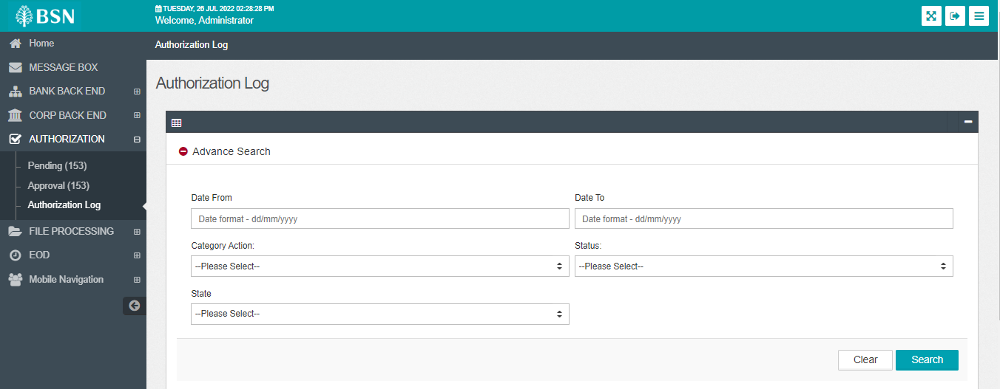 BSN
TUESDAY, 26 JUL 2022 02:28:28 PM
Welcome, Administrator
Home
MESSAGE BOX
BANK BACK END
CORP BACK END
AUTHORIZATION
Pending (153)
Approval (153)
Authorization Log
FILE PROCESSING
EOD
Mobile Navigation
Authorization Log
Authorization Log
Advance Search
Date From
Date To
Date format - dd/mm/yyyy
Date format - dd/mm/yyyy
Category Action:
Status:
--Please Select--
--Please Select--
State
--Please Select--
Clear
Search